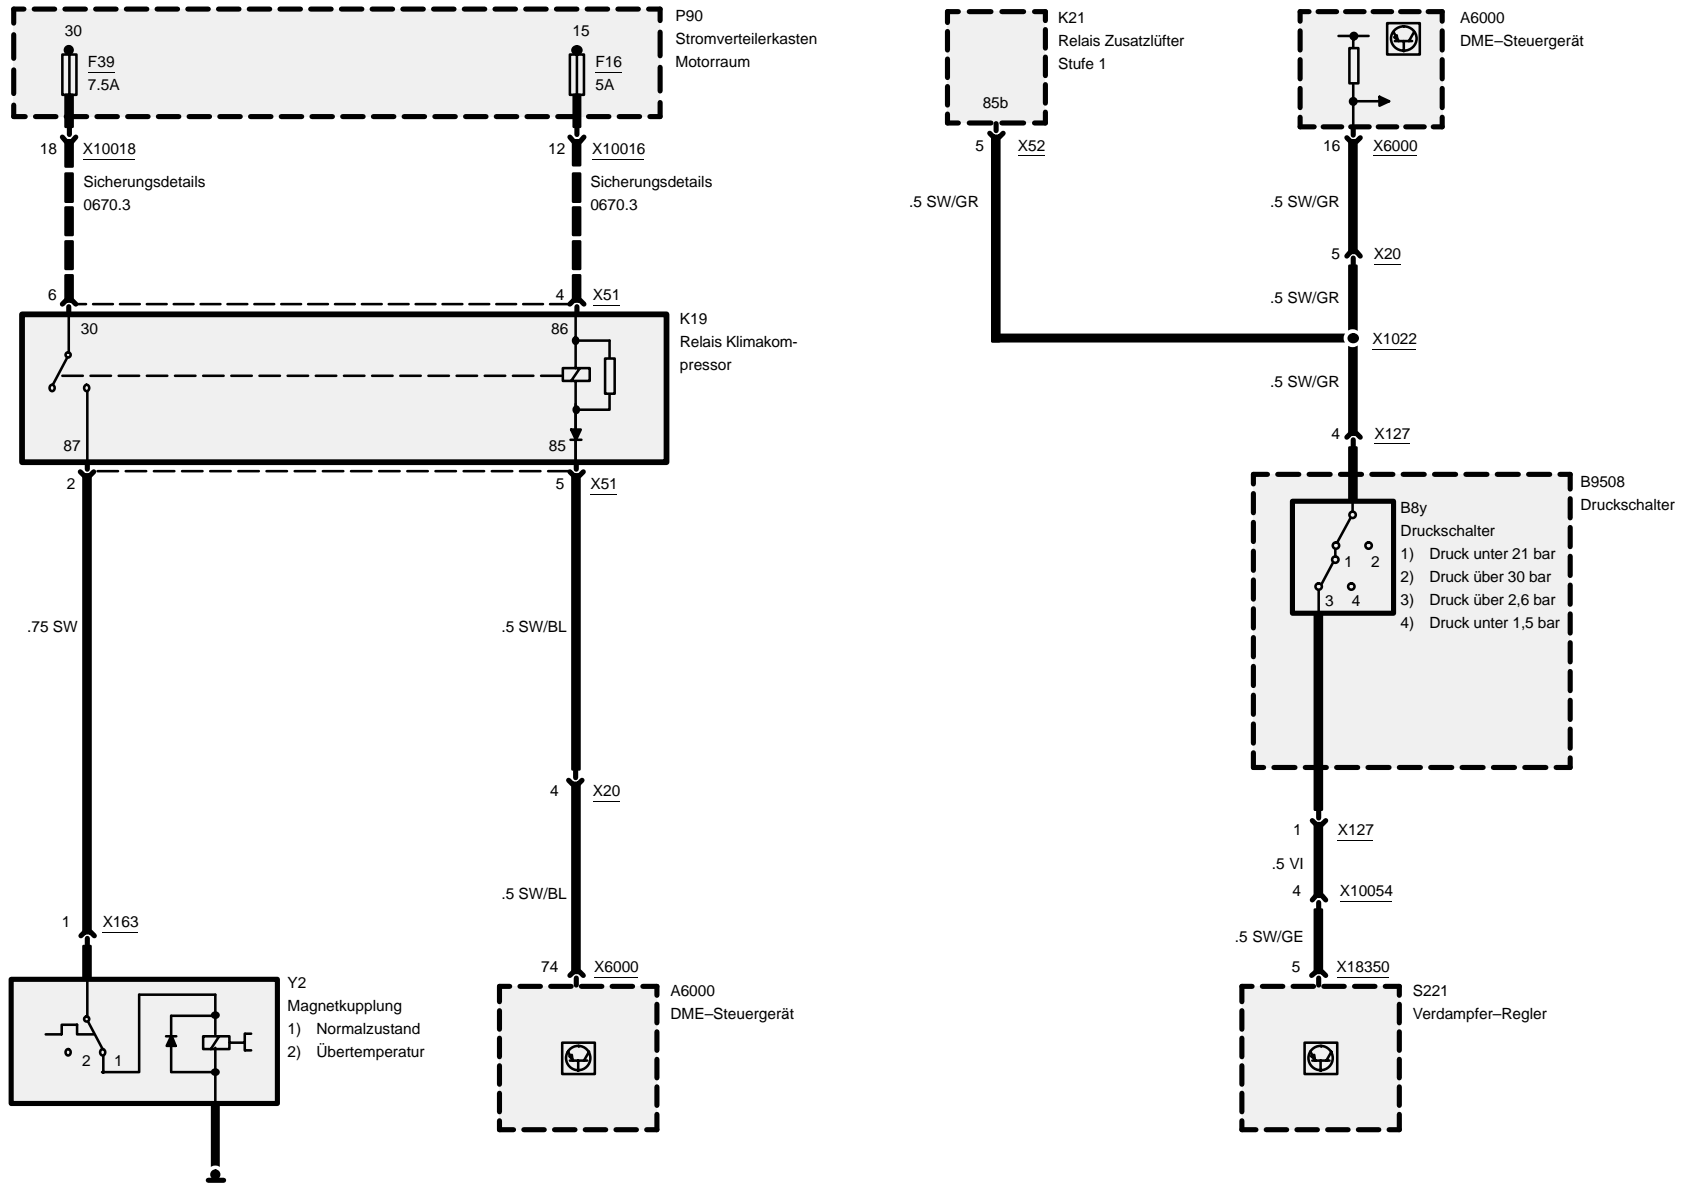 30
F39
7.5A
15
F16
5A
P90
Stromverteilerkasten
Motorraum
18 X10018
Sicherungsdetails
0670.3
12 X10016
Sicherungsdetails
0670.3
6
4 X51
30
86
87
85
K19
Relais Klimakom-
pressor
2
5 X51
.75 SW
.5 SW/BL
4 X20
.5 SW/BL
1 X163
74 X6000
2 1
Y2
Magnetkupplung
1) Normalzustand
2) Übertemperatur
A6000
DME–Steuergerät
85b
K21
Relais Zusatzlüfter
Stufe 1
5 X52
.5 SW/GR
A6000
DME–Steuergerät
16 X6000
.5 SW/GR
5 X20
.5 SW/GR
X1022
.5 SW/GR
4 X127
B9508
Druckschalter
1 2
3 4
B8y
Druckschalter
1) Druck unter 21 bar
2) Druck über 30 bar
3) Druck über 2,6 bar
4) Druck unter 1,5 bar
1 X127
.5 VI
4 X10054
.5 SW/GE
5 X18350
S221
Verdampfer–Regler